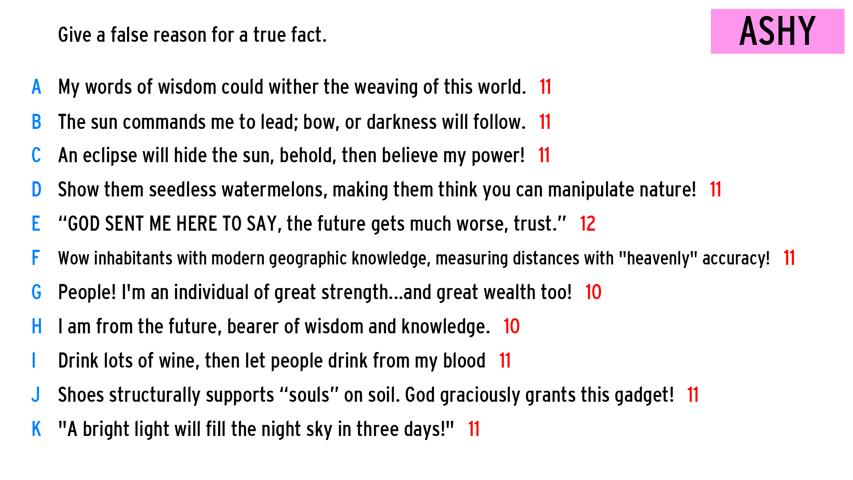 Give a false reason for a true fact.
ASHY
A My words of wisdom could wither the weaving of this world. 11
B The sun commands me to lead; bow, or darkness will follow. 11
C An eclipse will hide the sun, behold, then believe my power! 11
D Show them seedless watermelons, making them think you can manipulate nature! 11
E “GOD SENT ME HERE TO SAY, the future gets much worse, trust.” 12
F Wow inhabitants with modern geographic knowledge, measuring distances with "heavenly" accuracy! 11
G People! I'm an individual of great strength...and great wealth too! 10
H I am from the future, bearer of wisdom and knowledge. 10
I Drink lots of wine, then let people drink from my blood 11
J Shoes structurally supports “souls” on soil. God graciously grants this gadget! 11
K "A bright light will fill the night sky in three days!" 11